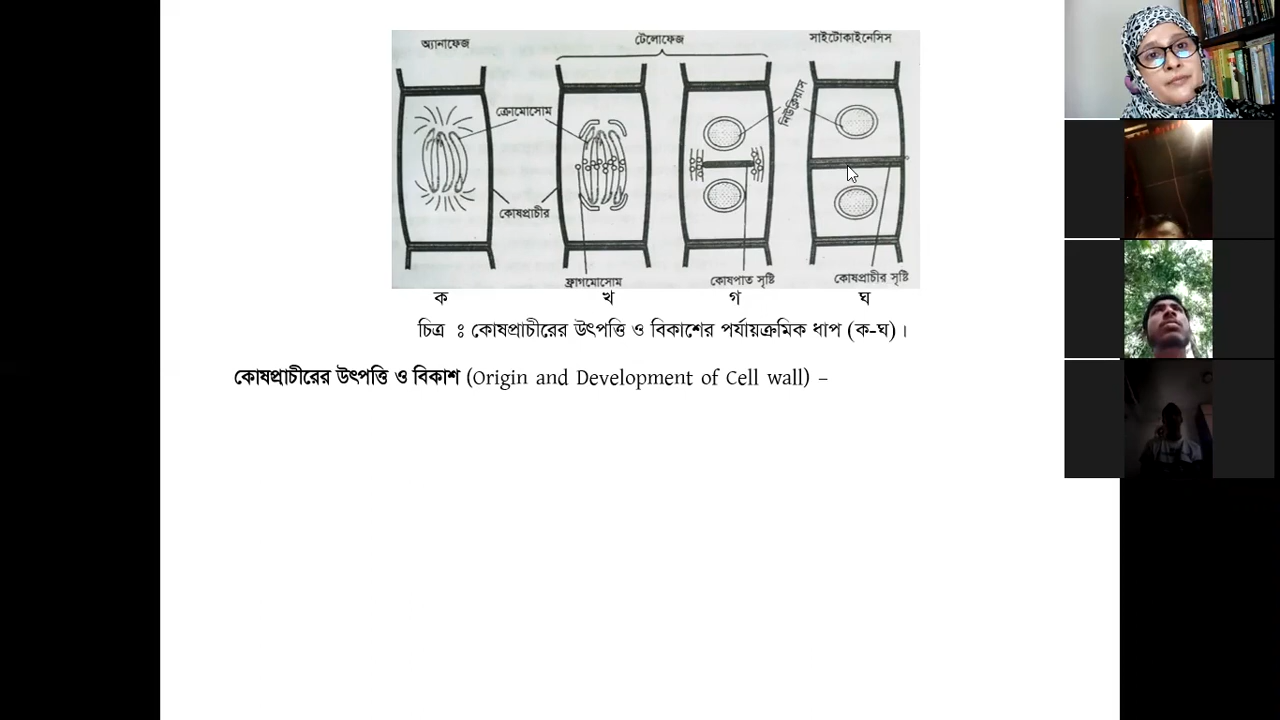 অ্যানাফেজ টেলোফেজ সাইটোকাইনেসিস
ক্রোমোসোম নিউক্লিয়াস
কোষপ্রাচীর
ফ্রাগমোসোম কোষপাত সৃষ্টি কোষপ্রাচীর সৃষ্টি
ক খ গ ঘ
চিত্র ঃ কোষপ্রাচীরের উৎপত্তি ও বিকাশের পর্যায়ক্রমিক ধাপ (ক-ঘ)।
কোষপ্রাচীরের উৎপত্তি ও বিকাশ (Origin and Development of Cell wall) –